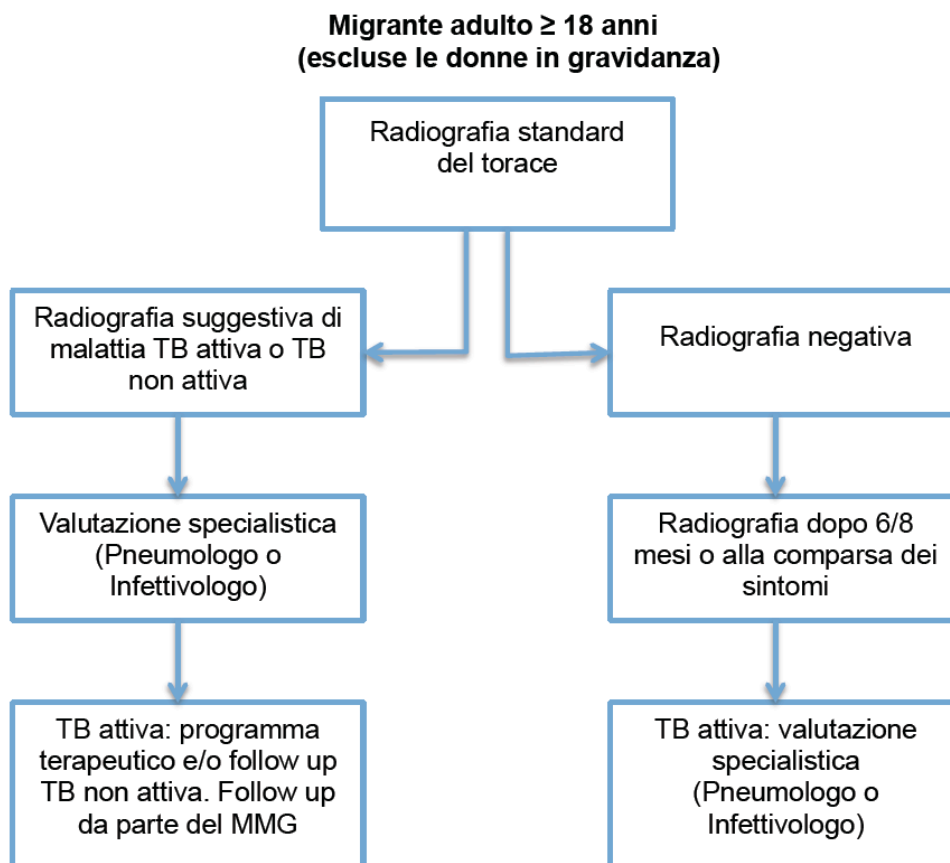 Migrante adulto ≥ 18 anni
(escluse le donne in gravidanza)
Radiografia standard
del torace
Radiografia suggestiva di
malattia TB attiva o TB
non attiva
Radiografia negativa
Valutazione specialistica
(Pneumologo o
Infettivologo)
Radiografia dopo 6/8
mesi o alla comparsa dei
sintomi
TB attiva: programma
terapeutico e/o follow up
TB non attiva. Follow up
da parte del MMG
TB attiva: valutazione
specialistica
(Pneumologo o
Infettivologo)